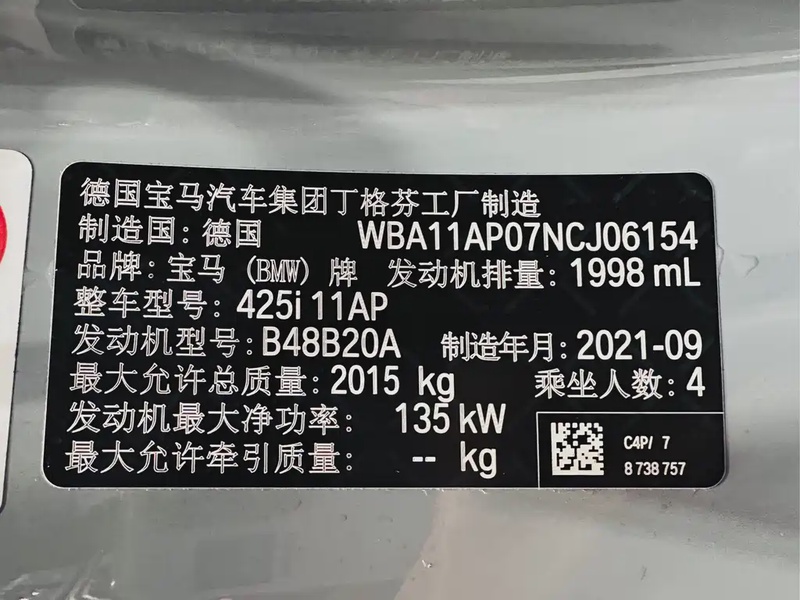 德国宝马汽车集团丁格芬工厂制造
制造国: 德国 WBA11AP07NCJ06154
品牌: 宝马 (BMW) 牌 发动机排量: 1998 mL
整车型号: 425i 11AP
发动机型号: B48B20A 制造年月: 2021-09
最大允许总质量: 2015 kg 乘坐人数: 4
发动机最大净功率: 135 kW
最大允许牵引质量: -- kg
C4P/ 7
8 738 757